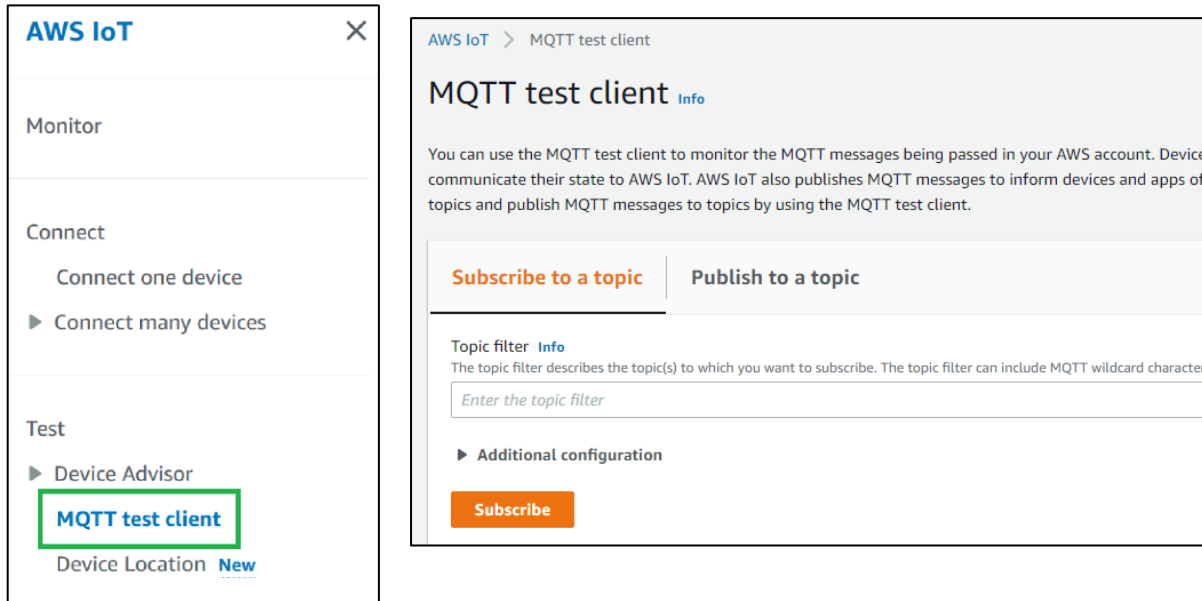 AWS IoT
Monitor
Connect
Connect one device
Connect many devices
Test
Device Advisor
MQTT test client
Device Location New
AWS IoT > MQTT test client
MQTT test client Info
You can use the MQTT test client to monitor the MQTT messages being passed in your AWS account. Device
communicate their state to AWS IoT. AWS IoT also publishes MQTT messages to inform devices and apps of
topics and publish MQTT messages to topics by using the MQTT test client.
Subscribe to a topic Publish to a topic
Topic filter Info
The topic filter describes the topic(s) to which you want to subscribe. The topic filter can include MQTT wildcard character
Enter the topic filter
Additional configuration
Subscribe